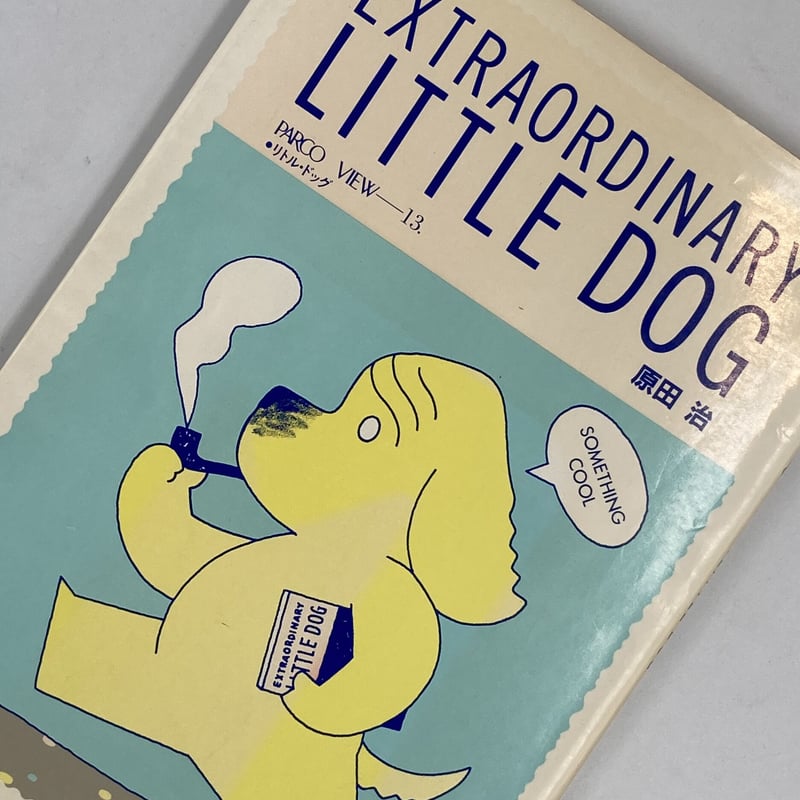 EXTRAORDINARY
LITTLE DOG
PARCO VIEW——13.
●リトル・ドッグ
原田 治
SOMETHING
COOL
EXTRAORDINARY
LITTLE DOG